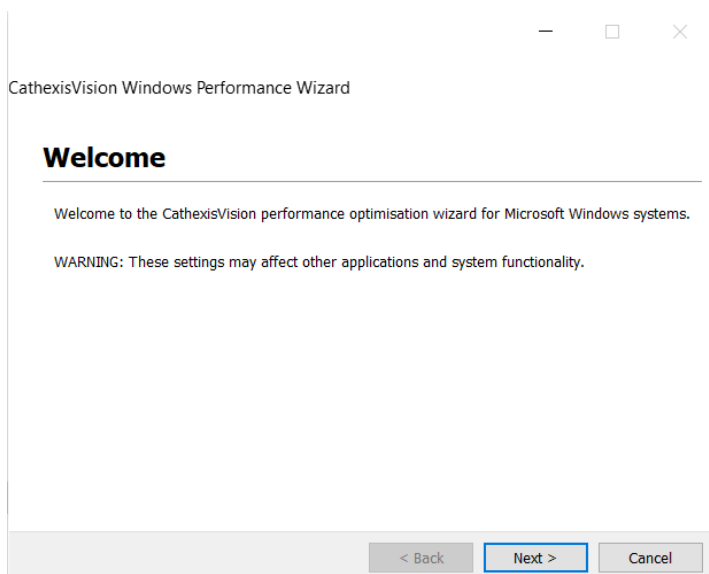 CathexisVision Windows Performance Wizard
Welcome
Welcome to the CathexisVision performance optimisation wizard for Microsoft Windows systems.
WARNING: These settings may affect other applications and system functionality.
< Back
Next >
Cancel